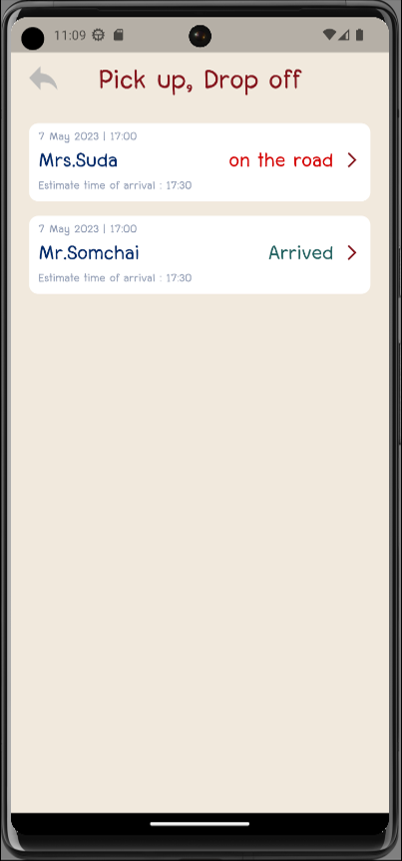 11:09
Pick up, Drop off
7 May 2023 | 17:00
Mrs.Suda
on the road
Estimate time of arrival : 17:30
7 May 2023 | 17:00
Mr.Somchai
Arrived
Estimate time of arrival : 17:30